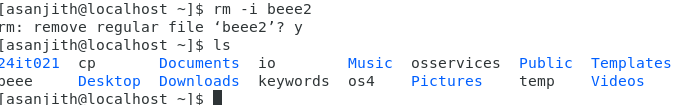 [asanjith@localhost ~]$ rm -i beee2
rm: remove regular file ‘beee2’? y
[asanjith@localhost ~]$ ls
24it021 cp Documents io Music osservices Public Templates
beee Desktop Downloads keywords os4 Pictures temp Videos
[asanjith@localhost ~]$